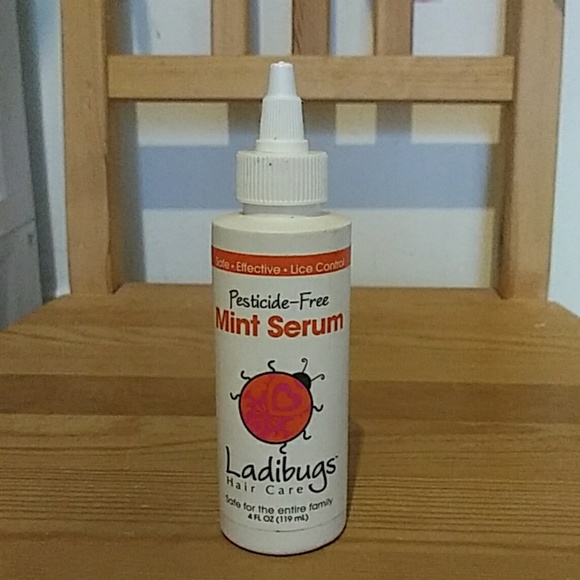 Safe • Effective • Lice Control
Pesticide-Free
Mint Serum
Ladibugs™
Hair Care
Safe for the entire family
4 FL OZ (119 mL)